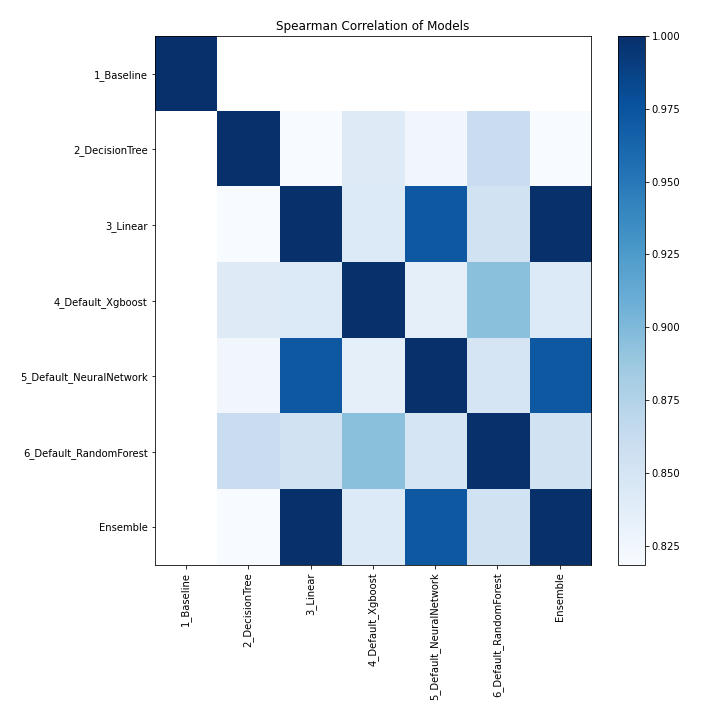 Spearman Correlation of Models
1_Baseline
2_DecisionTree
3_Linear
4_Default_Xgboost
5_Default_NeuralNetwork
6_Default_RandomForest
Ensemble
1_Baseline
2_DecisionTree
3_Linear
4_Default_Xgboost
5_Default_NeuralNetwork
6_Default_RandomForest
Ensemble
1.000
0.975
0.950
0.925
0.900
0.875
0.850
0.825